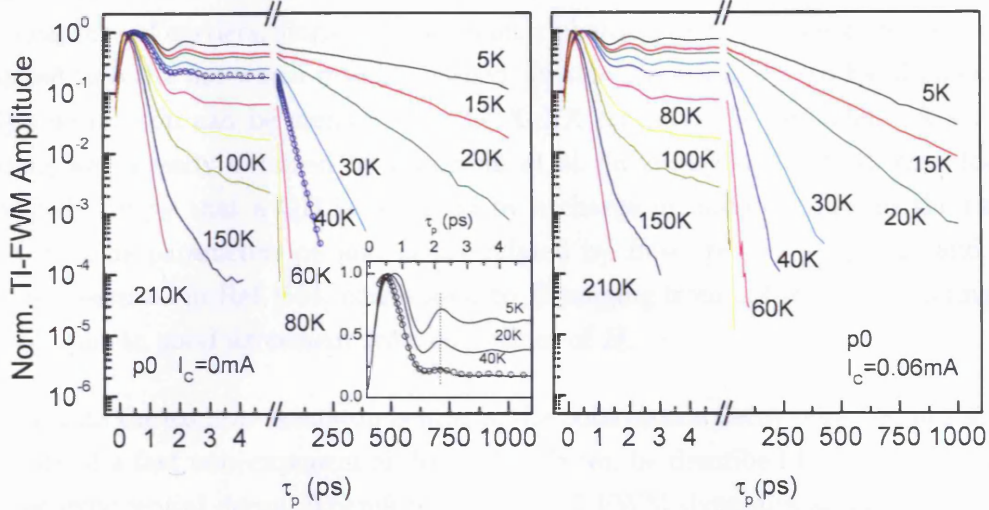 Norm. TI-FWM Amplitude
10⁰
10⁻¹
10⁻²
10⁻³
10⁻⁴
10⁻⁵
10⁻⁶
5K
15K
20K
30K
40K
60K
80K
100K
150K
210K
p0 I_C=0mA
τ_p (ps)
0 1 2 3 4 5
1.0
0.5
0.0
5K
20K
40K
0 1 2 3 4 250 500 750 1000
τ_p (ps)
5K
15K
20K
30K
40K
60K
80K
100K
150K
210K
p0
I_C=0.06mA
0 1 2 3 4 250 500 750 1000
τ_p (ps)